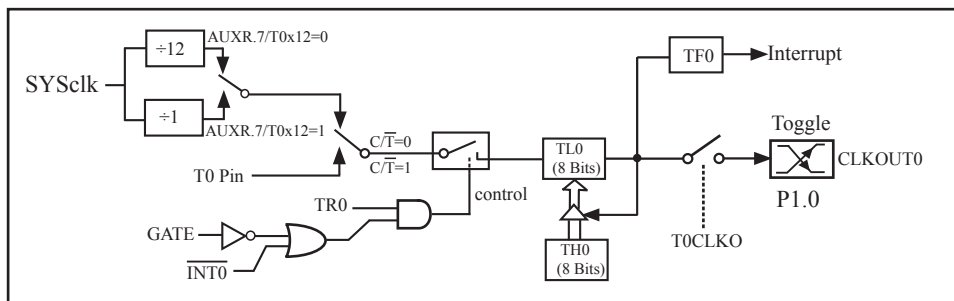 SYSclk
÷12
AUXR.7/T0x12=0
÷1
AUXR.7/T0x12=1
T0 Pin
C/T̅=0
C/T̅=1
TR0
GATE
I̅N̅T̅0̅
control
TL0
(8 Bits)
TH0
(8 Bits)
TF0
Interrupt
Toggle
CLKOUT0
P1.0
T0CLKO